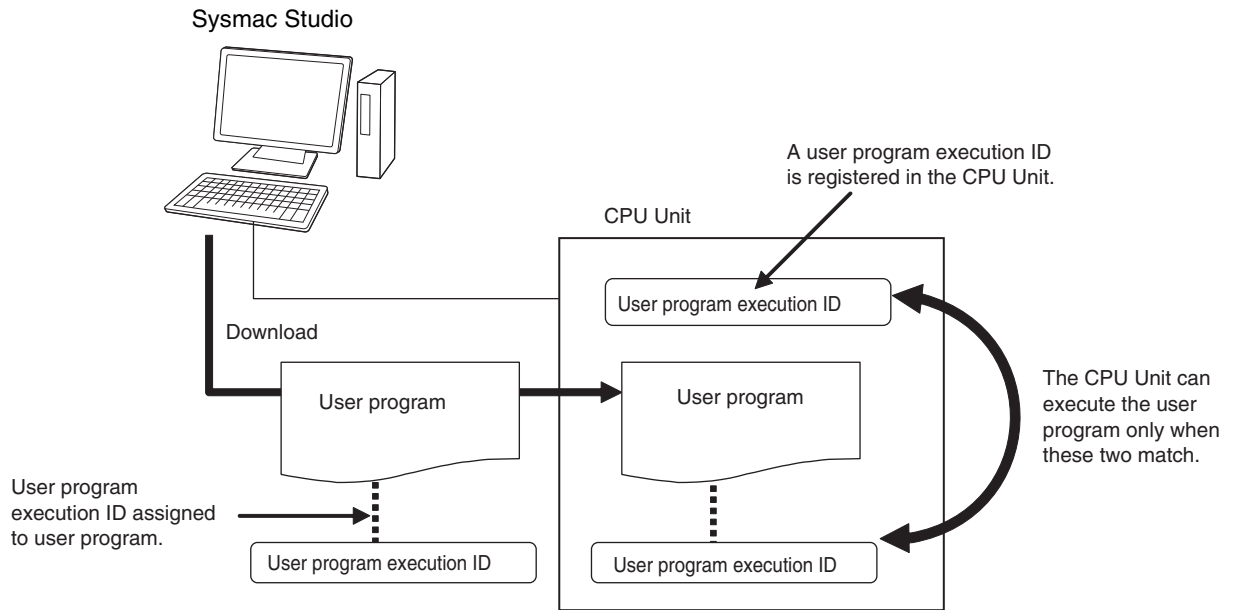 Sysmac Studio
A user program execution ID
is registered in the CPU Unit.
CPU Unit
User program execution ID
Download
User program
User program
The CPU Unit can
execute the user
program only when
these two match.
User program
execution ID assigned
to user program.
User program execution ID
User program execution ID